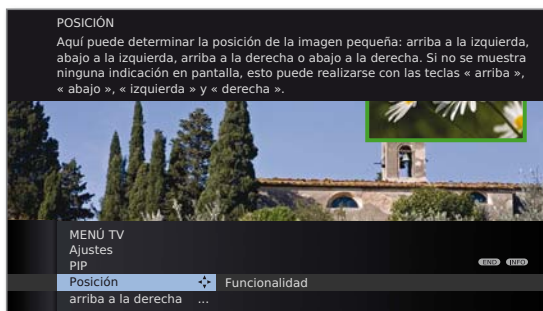 POSICIÓN
Aquí puede determinar la posición de la imagen pequeña: arriba a la izquierda,
abajo a la izquierda, arriba a la derecha o abajo a la derecha. Si no se muestra
ninguna indicación en pantalla, esto puede realizarse con las teclas « arriba »,
« abajo », « izquierda » y « derecha ».
MENÚ TV
Ajustes
PIP
END INFO
Posición Funcionalidad
arriba a la derecha ...